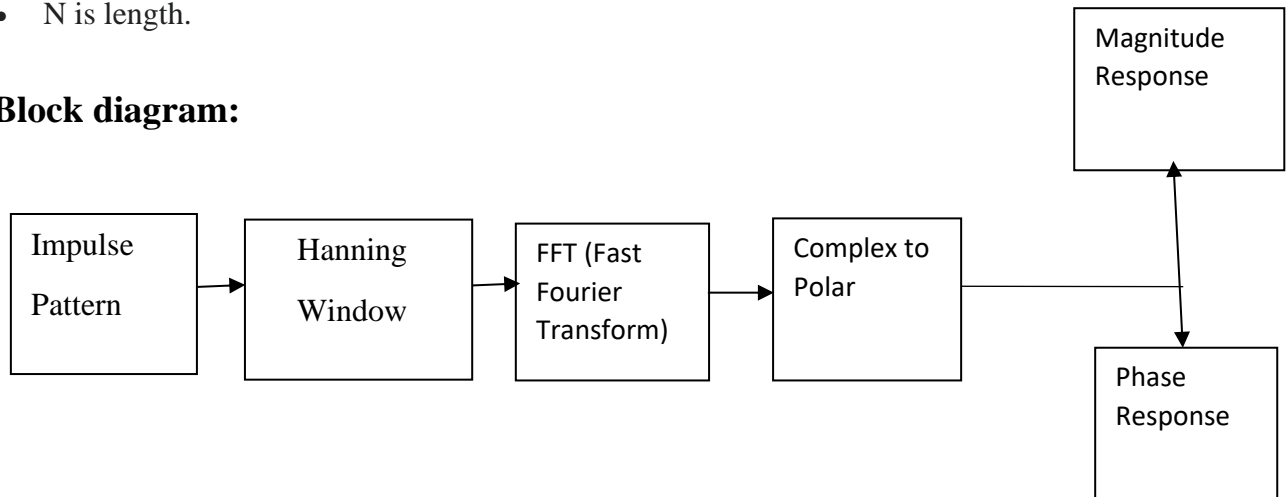 • N is length.
Block diagram:
Impulse
Pattern
Hanning
Window
FFT (Fast
Fourier
Transform)
Complex to
Polar
Magnitude
Response
Phase
Response